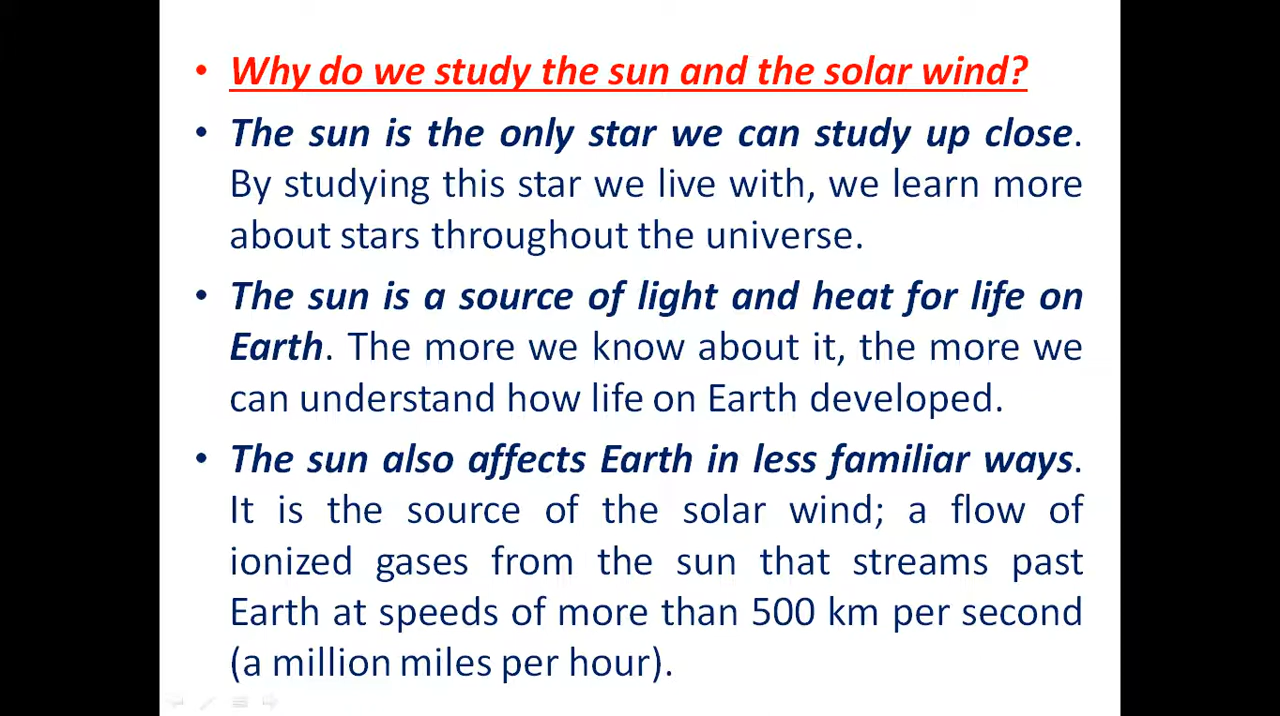 • Why do we study the sun and the solar wind?
• The sun is the only star we can study up close.
By studying this star we live with, we learn more
about stars throughout the universe.
• The sun is a source of light and heat for life on
Earth. The more we know about it, the more we
can understand how life on Earth developed.
• The sun also affects Earth in less familiar ways.
It is the source of the solar wind; a flow of
ionized gases from the sun that streams past
Earth at speeds of more than 500 km per second
(a million miles per hour).